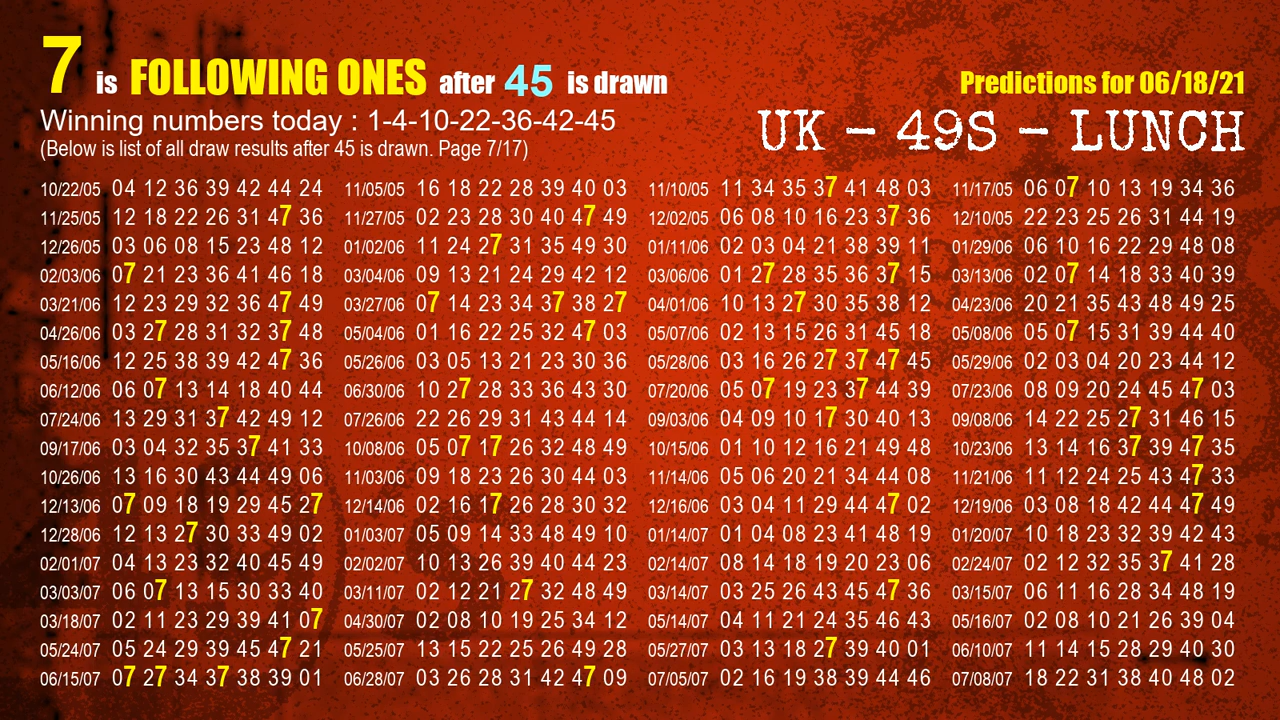 7 is FOLLOWING ONES after 45 is drawn Predictions for 06/18/21
Winning numbers today : 1-4-10-22-36-42-45 UK - 49S - LUNCH
(Below is list of all draw results after 45 is drawn. Page 7/17)
10/22/05 04 12 36 39 42 44 24 11/05/05 16 18 22 28 39 40 03 11/10/05 11 34 35 37 41 48 03 11/17/05 06 07 10 13 19 34 36
11/25/05 12 18 22 26 31 47 36 11/27/05 02 23 28 30 40 47 49 12/02/05 06 08 10 16 23 37 36 12/10/05 22 23 25 26 31 44 19
12/26/05 03 06 08 15 23 48 12 01/02/06 11 24 27 31 35 49 30 01/11/06 02 03 04 21 38 39 11 01/29/06 06 10 16 22 29 48 08
02/03/06 07 21 23 36 41 46 18 03/04/06 09 13 21 24 29 42 12 03/06/06 01 27 28 35 36 37 15 03/13/06 02 07 14 18 33 40 39
03/21/06 12 23 29 32 36 47 49 03/27/06 07 14 23 34 37 38 27 04/01/06 10 13 27 30 35 38 12 04/23/06 20 21 35 43 48 49 25
04/26/06 03 27 28 31 32 37 48 05/04/06 01 16 22 25 32 47 03 05/07/06 02 13 15 26 31 45 18 05/08/06 05 07 15 31 39 44 40
05/16/06 12 25 38 39 42 47 36 05/26/06 03 05 13 21 23 30 36 05/28/06 03 16 26 27 37 47 45 05/29/06 02 03 04 20 23 44 12
06/12/06 06 07 13 14 18 40 44 06/30/06 10 27 28 33 36 43 30 07/20/06 05 07 19 23 37 44 39 07/23/06 08 09 20 24 45 47 03
07/24/06 13 29 31 37 42 49 12 07/26/06 22 26 29 31 43 44 14 09/03/06 04 09 10 17 30 40 13 09/08/06 14 22 25 27 31 46 15
09/17/06 03 04 32 35 37 41 33 10/08/06 05 07 17 26 32 48 49 10/15/06 01 10 12 16 21 49 48 10/23/06 13 14 16 37 39 47 35
10/26/06 13 16 30 43 44 49 06 11/03/06 09 18 23 26 30 44 03 11/14/06 05 06 20 21 34 44 08 11/21/06 11 12 24 25 43 47 33
12/13/06 07 09 18 19 29 45 27 12/14/06 02 16 17 26 28 30 32 12/16/06 03 04 11 29 44 47 02 12/19/06 03 08 18 42 44 47 49
12/28/06 12 13 27 30 33 49 02 01/03/07 05 09 14 33 48 49 10 01/14/07 01 04 08 23 41 48 19 01/20/07 10 18 23 32 39 42 43
02/01/07 04 13 23 32 40 45 49 02/02/07 10 13 26 39 40 44 23 02/14/07 08 14 18 19 20 23 06 02/24/07 02 12 32 35 37 41 28
03/03/07 06 07 13 15 30 33 40 03/11/07 02 12 21 27 32 48 49 03/14/07 03 25 26 43 45 47 36 03/15/07 06 11 16 28 34 48 19
03/18/07 02 11 23 29 39 41 07 04/30/07 02 08 10 19 25 34 12 05/14/07 04 11 21 24 35 46 43 05/16/07 02 08 10 21 26 39 04
05/24/07 05 24 29 39 45 47 21 05/25/07 13 15 22 25 26 49 28 05/27/07 03 13 18 27 39 40 01 06/10/07 11 14 15 28 29 40 30
06/15/07 07 27 34 37 38 39 01 06/28/07 03 26 28 31 42 47 09 07/05/07 02 16 19 38 39 44 46 07/08/07 18 22 31 38 40 48 02